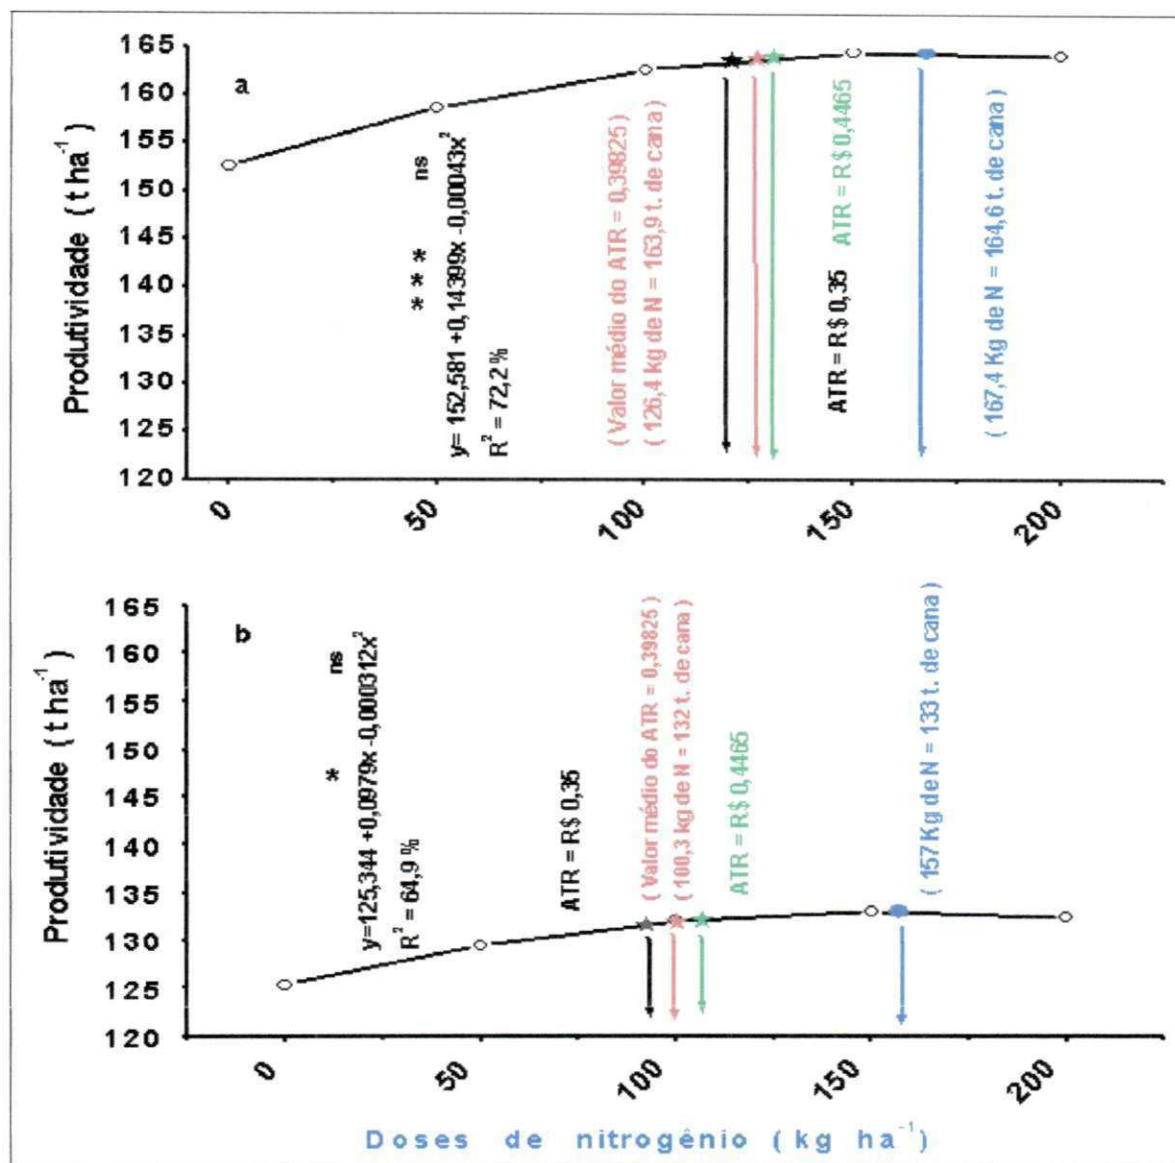 a
Produtividade (t ha⁻¹)
165
160
155
150
145
140
135
130
125
120
*** ns
y= 152,581 +0,14399x -0,00043x²
R² = 72,2 %
( Valor médio do ATR = 0,39825 )
( 126,4 kg de N = 163,9 t. de cana )
ATR = R$ 0,35
ATR = R$ 0,4465
( 167,4 Kg de N = 164,6 t. de cana )
0
50
100
150
200
b
Produtividade (t ha⁻¹)
165
160
155
150
145
140
135
130
125
120
* ns
y=125,344 +0,0979x -0,000312x²
R² = 64,9 %
ATR = R$ 0,35
( Valor médio do ATR = 0,39825 )
( 100,3 kg de N = 132 t. de cana )
ATR = R$ 0,4465
( 157 Kg de N = 133 t. de cana )
0
50
100
150
200
Doses de nitrogênio ( kg ha⁻¹)